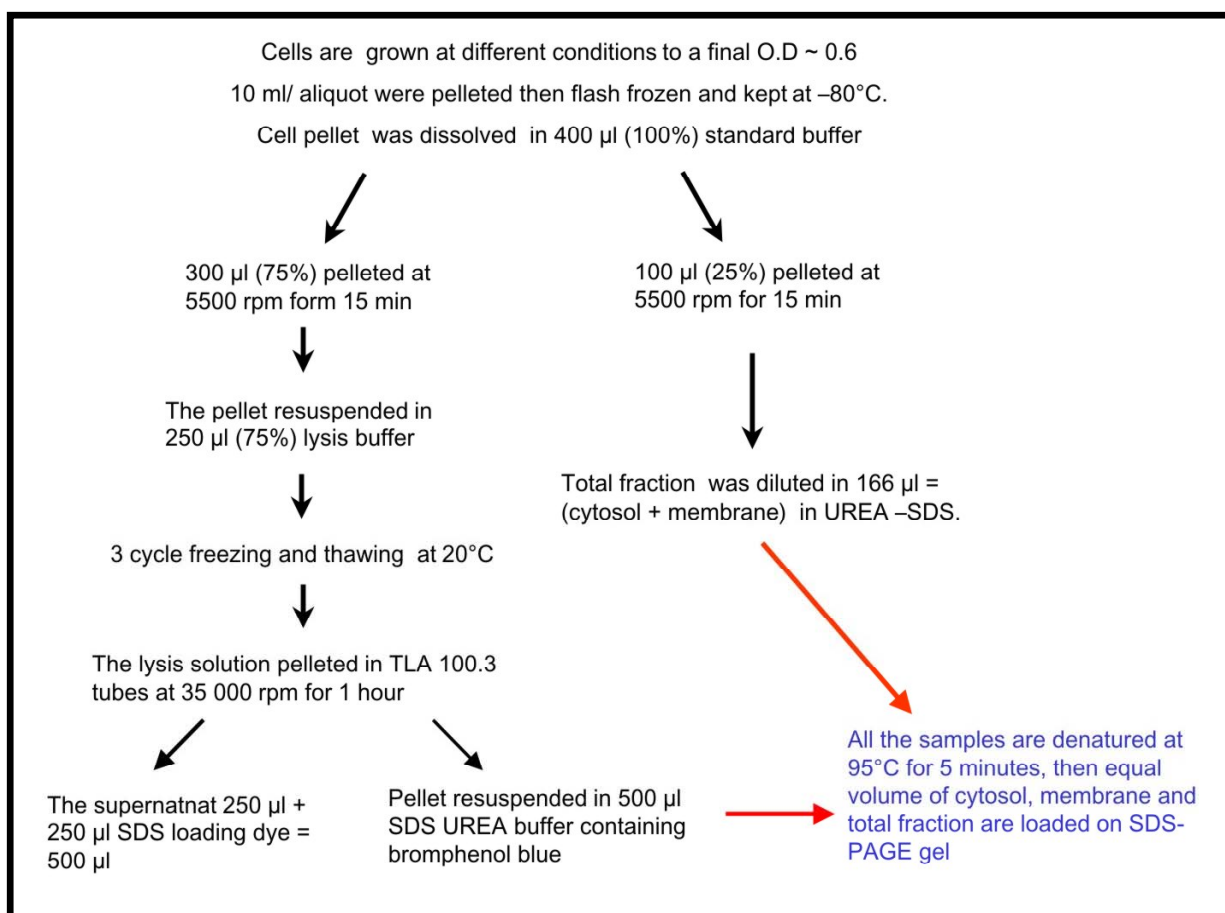 Cells are grown at different conditions to a final O.D ~ 0.6
10 ml/ aliquot were pelleted then flash frozen and kept at –80°C.
Cell pellet was dissolved in 400 µl (100%) standard buffer
300 µl (75%) pelleted at
5500 rpm form 15 min
100 µl (25%) pelleted at
5500 rpm for 15 min
The pellet resuspended in
250 µl (75%) lysis buffer
Total fraction was diluted in 166 µl =
(cytosol + membrane) in UREA –SDS.
3 cycle freezing and thawing at 20°C
The lysis solution pelleted in TLA 100.3
tubes at 35 000 rpm for 1 hour
The supernatnat 250 µl +
250 µl SDS loading dye =
500 µl
Pellet resuspended in 500 µl
SDS UREA buffer containing
bromphenol blue
All the samples are denatured at
95°C for 5 minutes, then equal
volume of cytosol, membrane and
total fraction are loaded on SDS-
PAGE gel